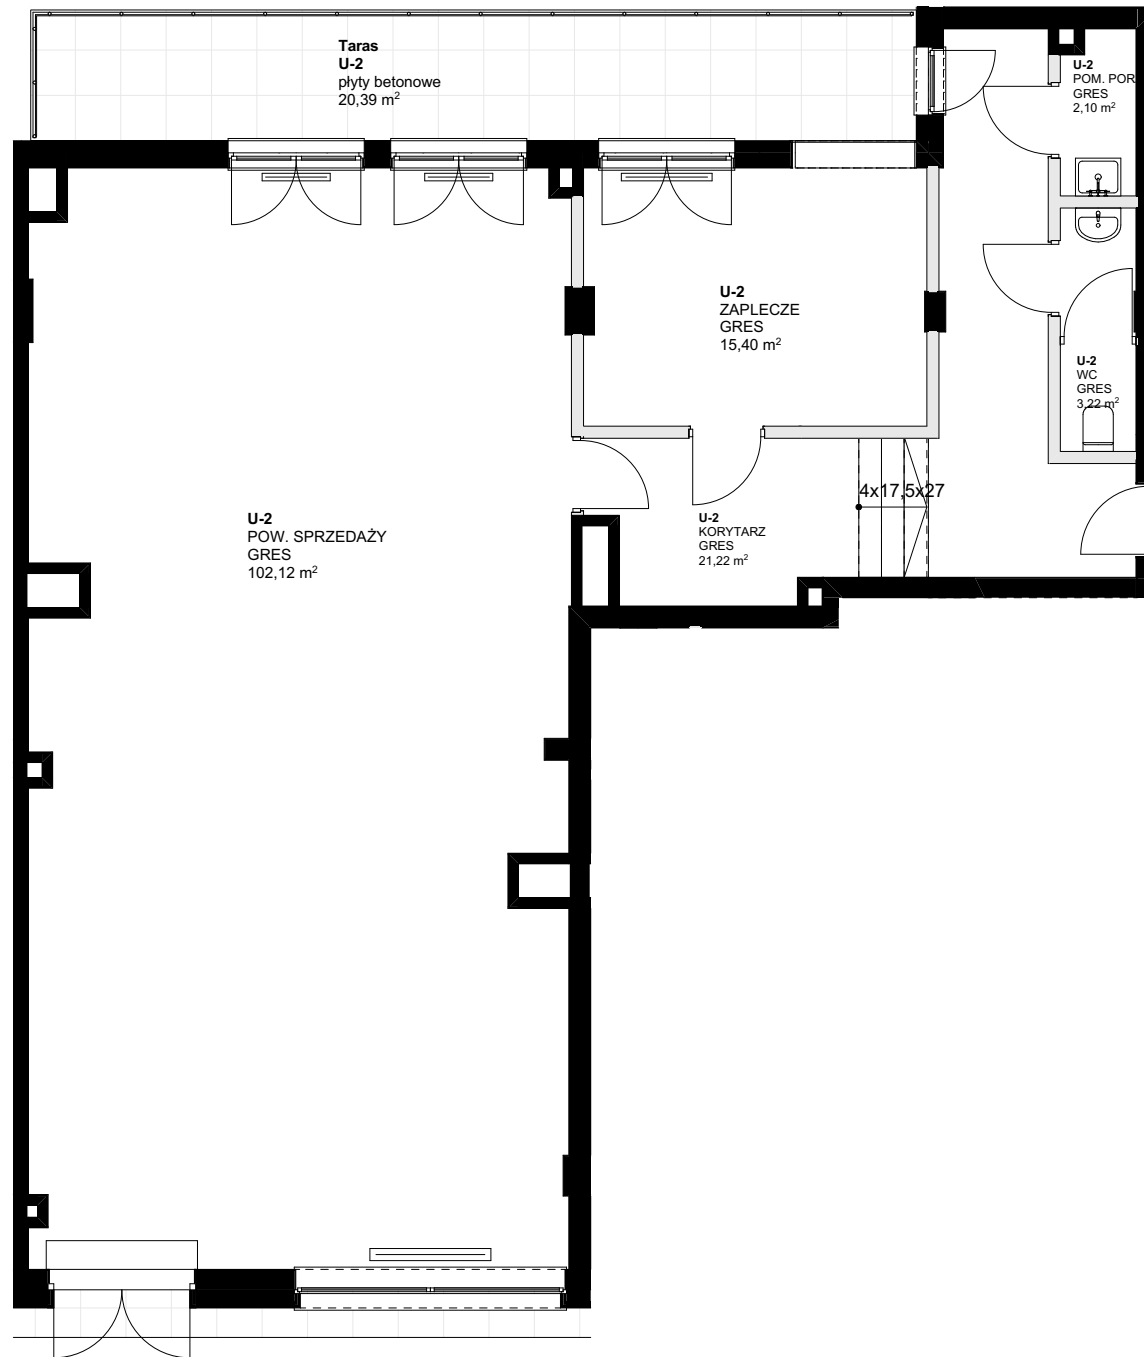 Taras
U-2
płyty betonowe
20,39 m²
U-2
POM. POR
GRES
2,10 m²
U-2
ZAPLECZE
GRES
15,40 m²
U-2
WC
GRES
3,22 m²
4x17,5x27
U-2
POW. SPRZEDAŻY
GRES
102,12 m²
U-2
KORYTARZ
GRES
21,22 m²